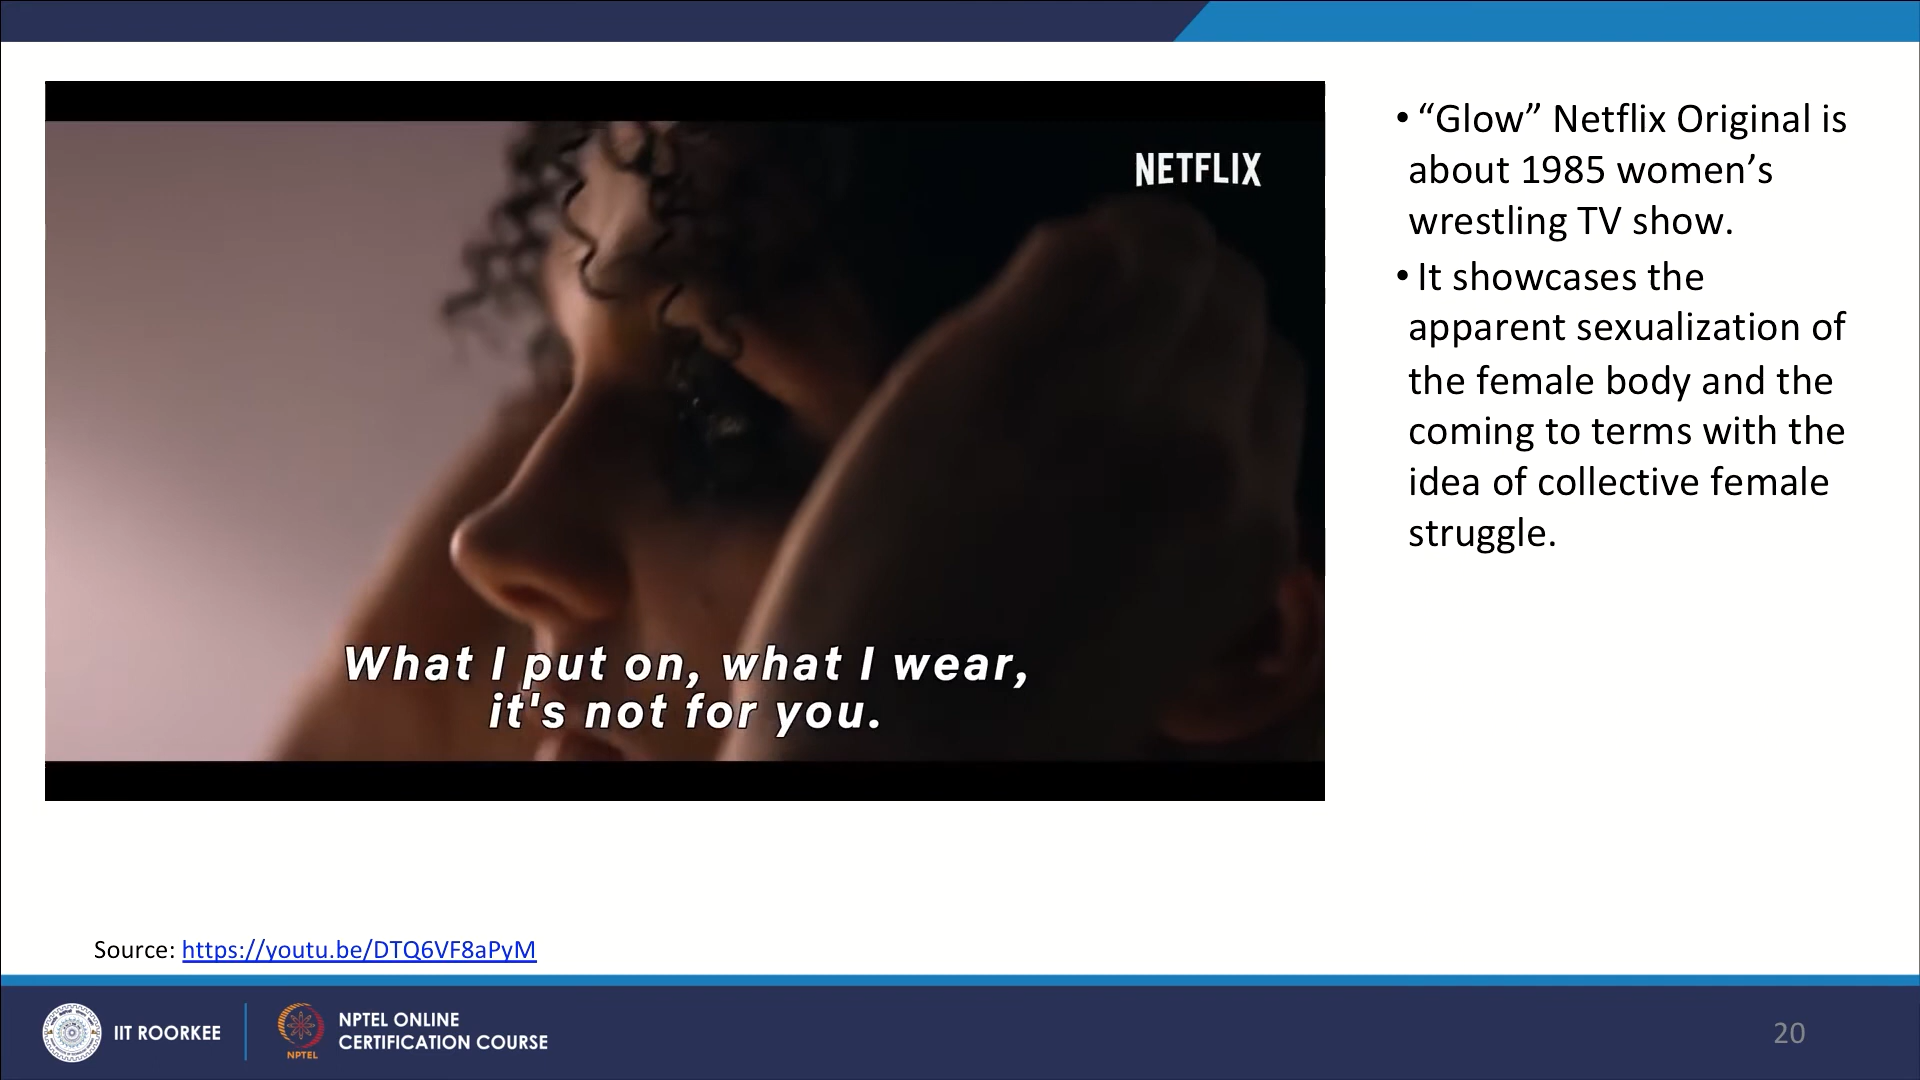 NETFLIX
What I put on, what I wear,
it's not for you.
• “Glow” Netflix Original is
about 1985 women’s
wrestling TV show.
• It showcases the
apparent sexualization of
the female body and the
coming to terms with the
idea of collective female
struggle.
Source: https://youtu.be/DTQ6VF8aPyM
IIT ROORKEE
NPTEL
NPTEL ONLINE
CERTIFICATION COURSE
20